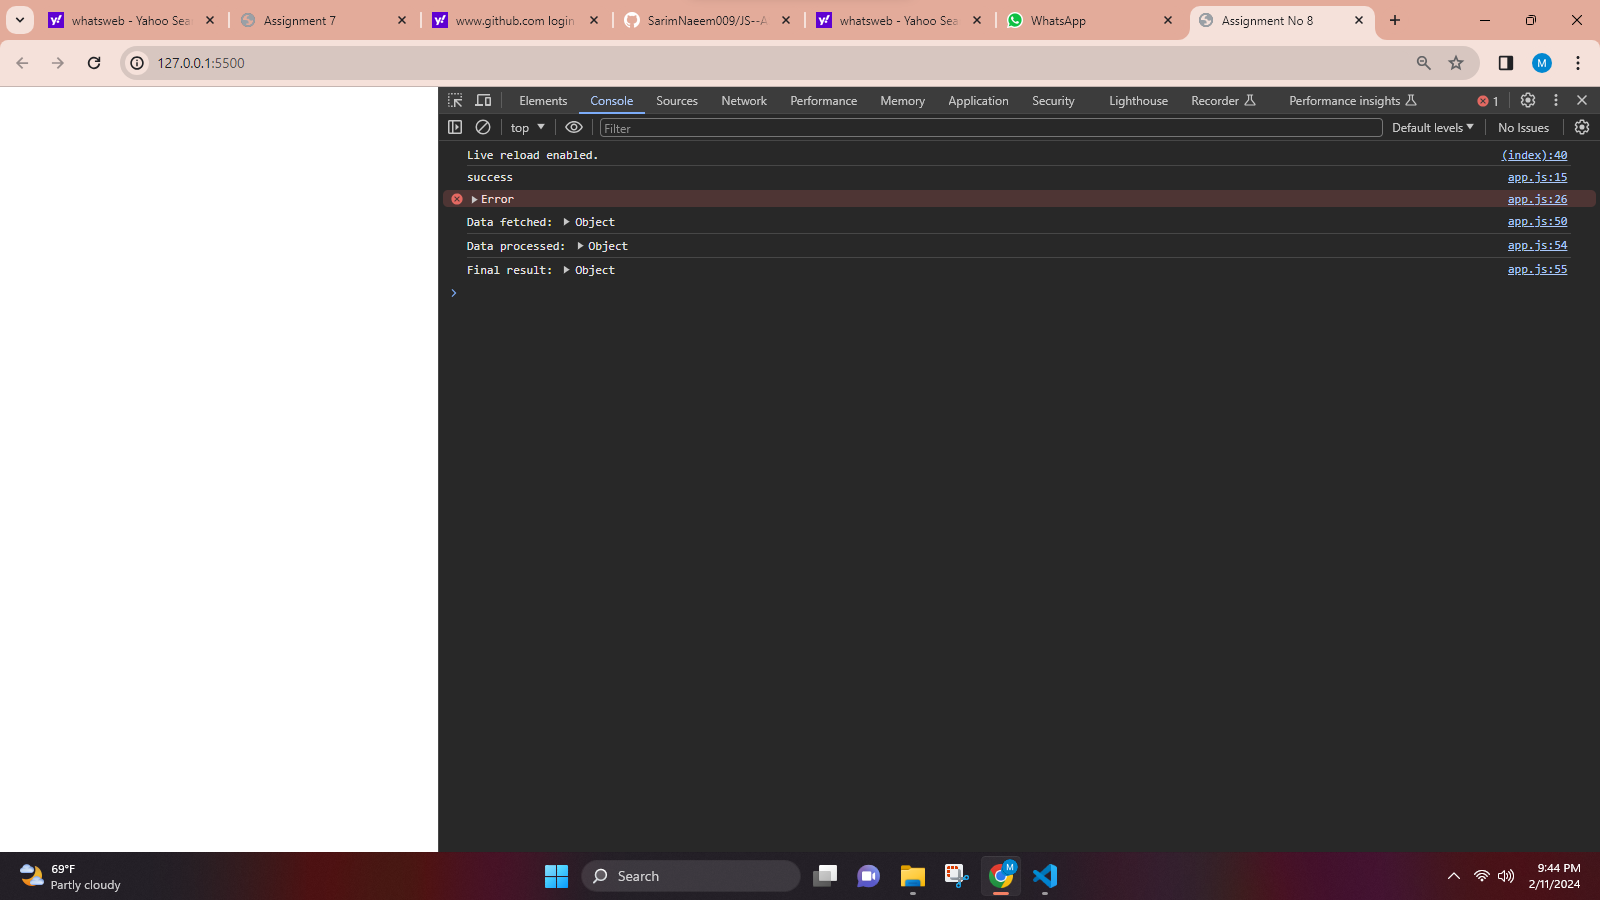 whatsweb - Yahoo Sea
Assignment 7
www.github.com login
SarimNaeem009/JS--A
whatsweb - Yahoo Sea
WhatsApp
Assignment No 8
127.0.0.1:5500
M
Elements Console Sources Network Performance Memory Application Security Lighthouse Recorder Performance insights 1
top Filter Default levels No Issues
Live reload enabled. (index):40
success app.js:15
Error app.js:26
Data fetched: Object app.js:50
Data processed: Object app.js:54
Final result: Object app.js:55
69°F
Partly cloudy
Search
M
9:44 PM
2/11/2024